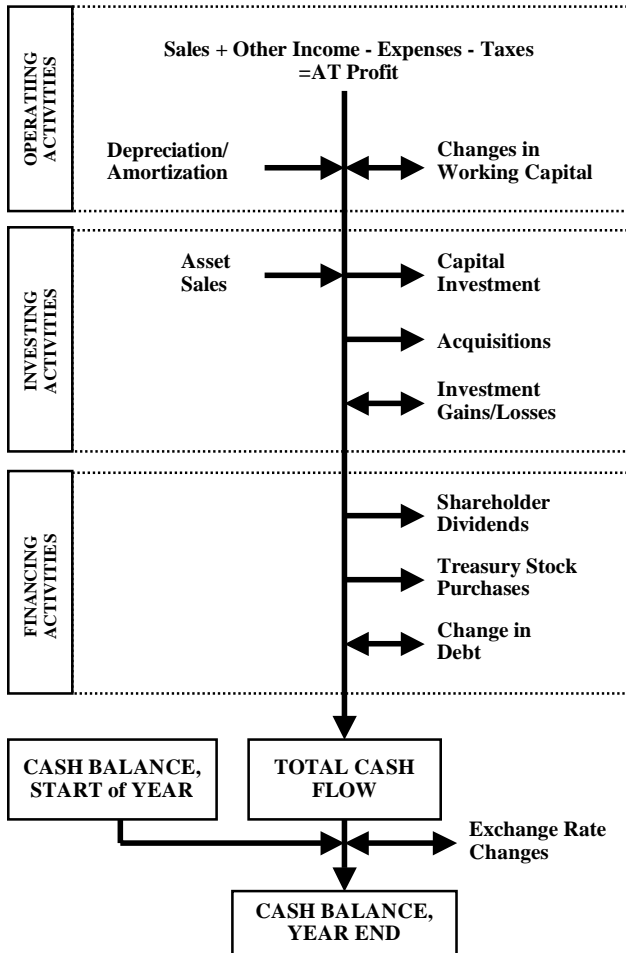 OPERATIING
ACTIVITIES
Sales + Other Income - Expenses - Taxes
=AT Profit
Depreciation/
Amortization
Changes in
Working Capital
INVESTING
ACTIVITIES
Asset
Sales
Capital
Investment
Acquisitions
Investment
Gains/Losses
FINANCING
ACTIVITIES
Shareholder
Dividends
Treasury Stock
Purchases
Change in
Debt
CASH BALANCE,
START of YEAR
TOTAL CASH
FLOW
Exchange Rate
Changes
CASH BALANCE,
YEAR END